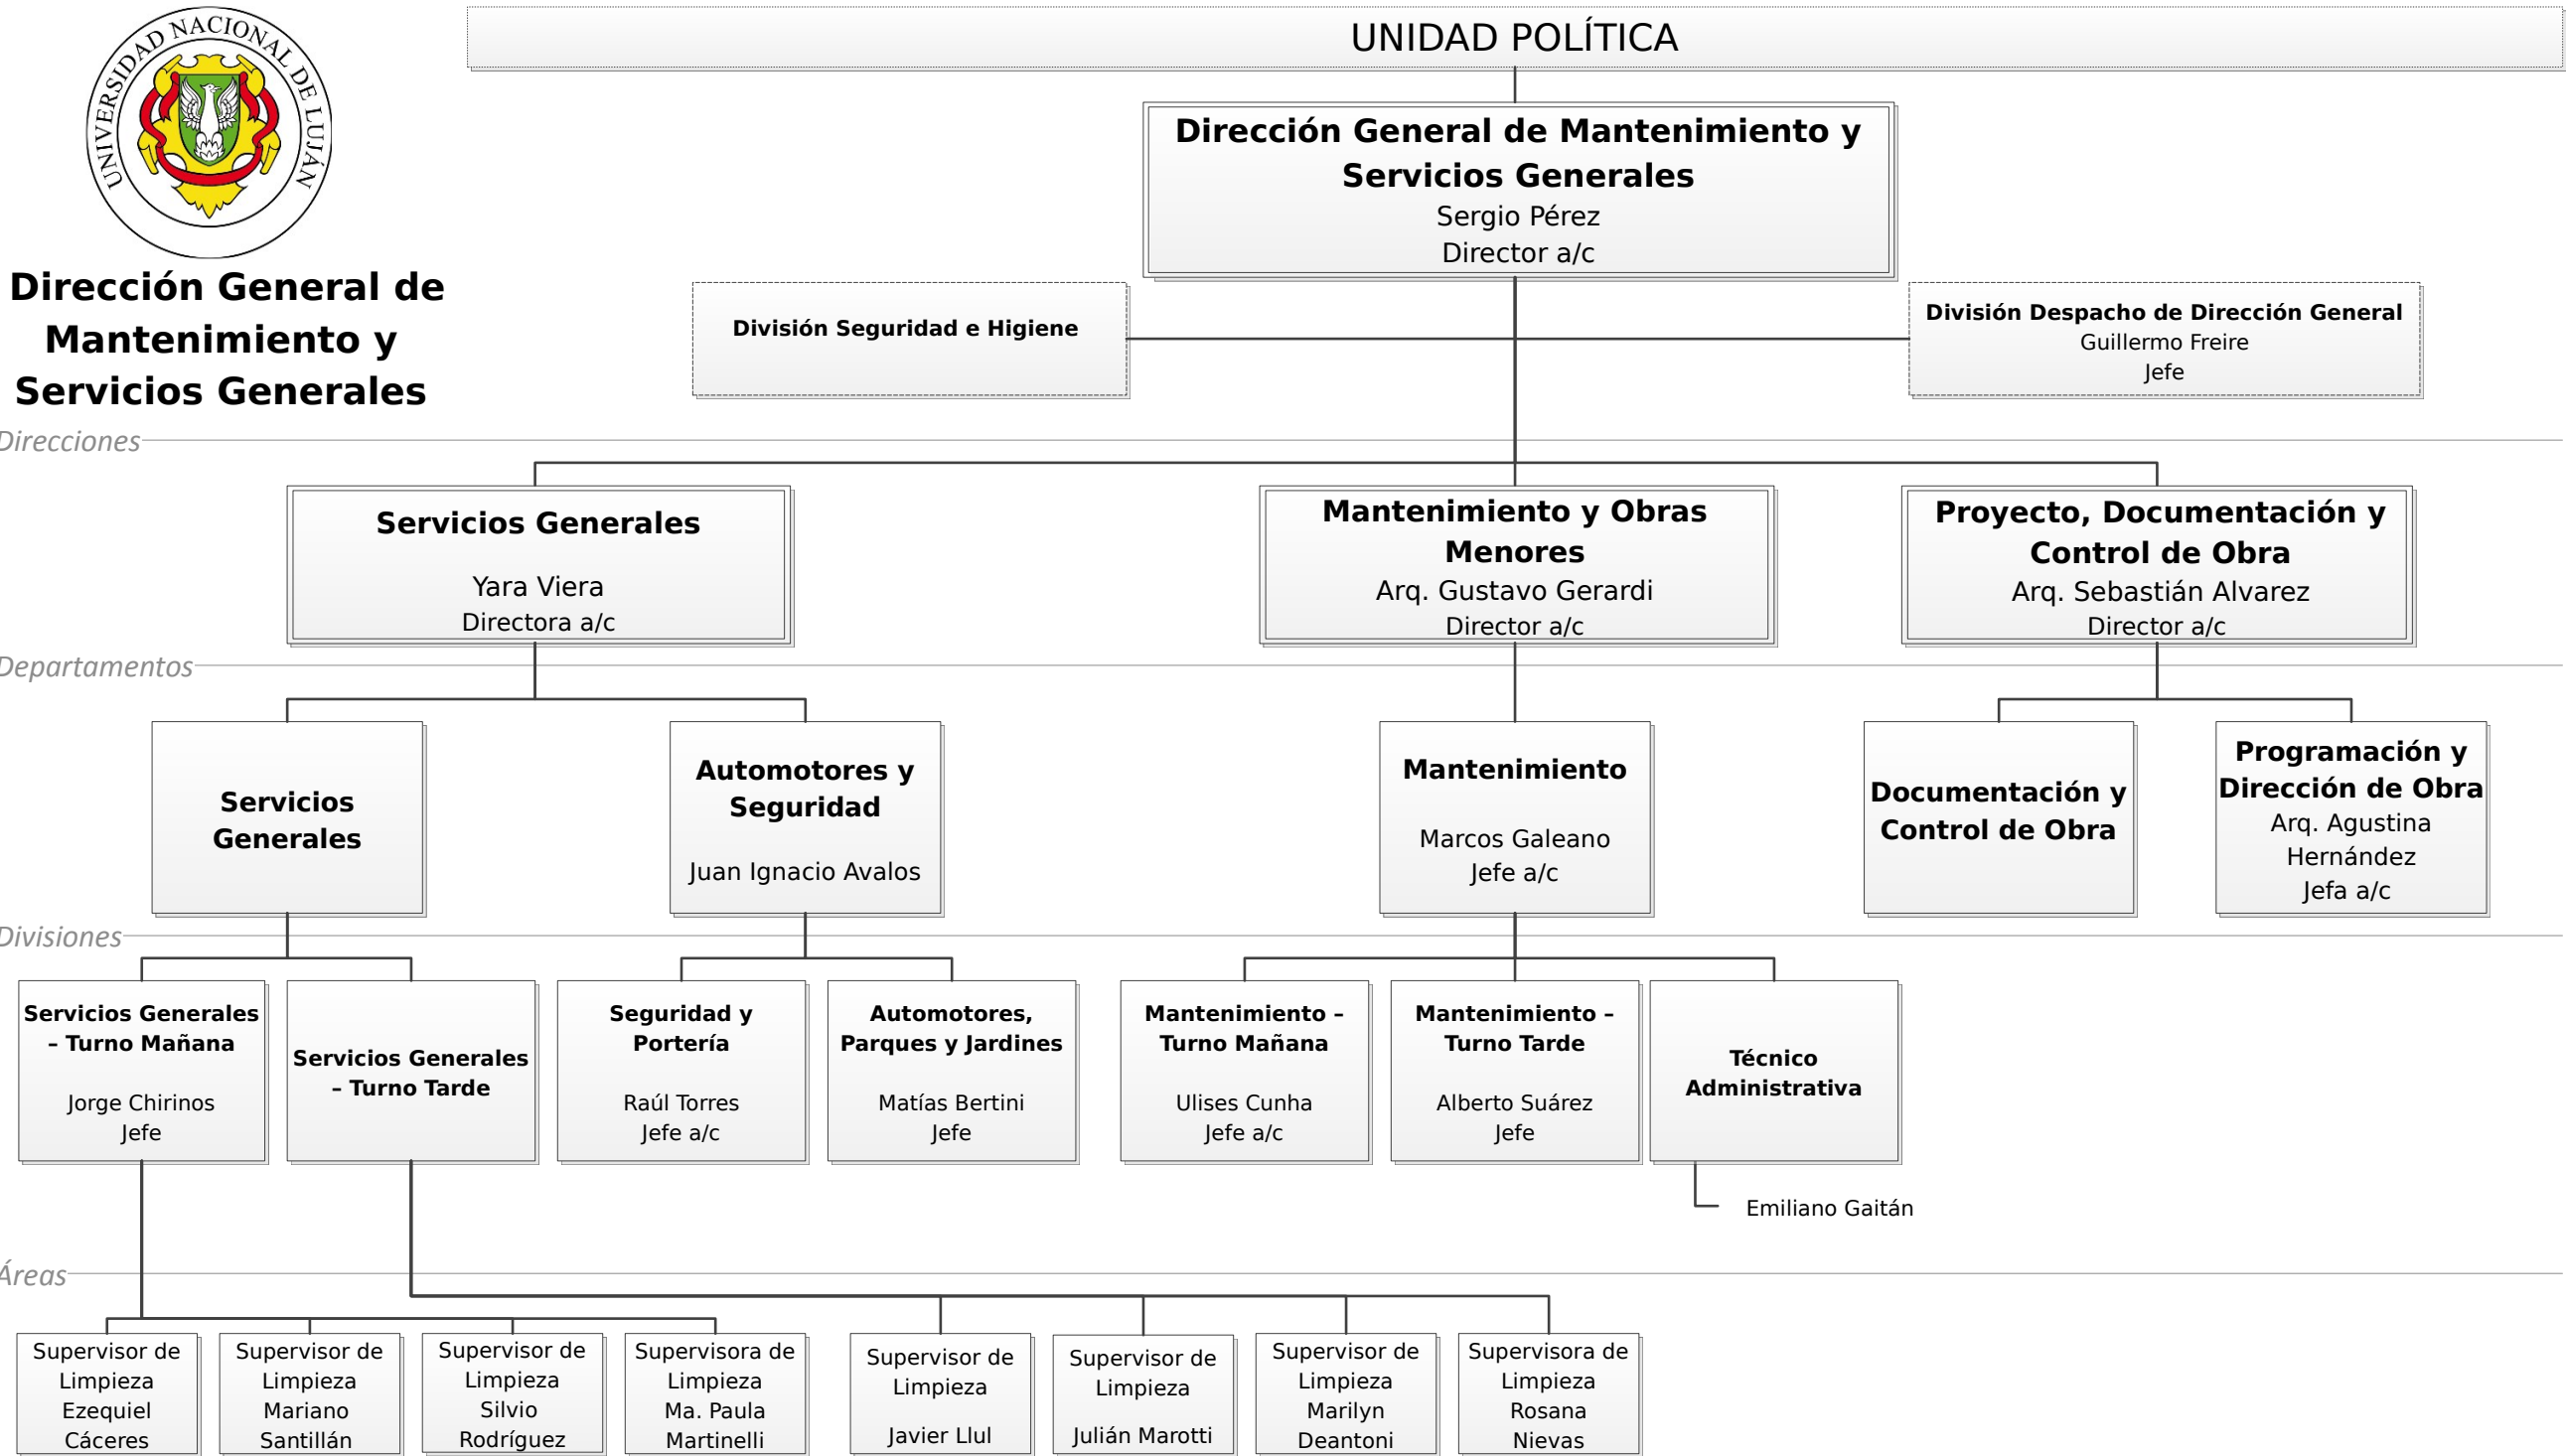 UNIVERSIDAD NACIONAL DE LUJÁN
Dirección General de
Mantenimiento y
Servicios Generales
UNIDAD POLÍTICA
Dirección General de Mantenimiento y
Servicios Generales
Sergio Pérez
Director a/c
División Seguridad e Higiene
División Despacho de Dirección General
Guillermo Freire
Jefe
Direcciones
Servicios Generales
Yara Viera
Directora a/c
Mantenimiento y Obras
Menores
Arq. Gustavo Gerardi
Director a/c
Proyecto, Documentación y
Control de Obra
Arq. Sebastián Alvarez
Director a/c
Departamentos
Servicios
Generales
Automotores y
Seguridad
Juan Ignacio Avalos
Mantenimiento
Marcos Galeano
Jefe a/c
Documentación y
Control de Obra
Programación y
Dirección de Obra
Arq. Agustina
Hernández
Jefa a/c
Divisiones
Servicios Generales
– Turno Mañana
Jorge Chirinos
Jefe
Servicios Generales
– Turno Tarde
Seguridad y
Portería
Raúl Torres
Jefe a/c
Automotores,
Parques y Jardines
Matías Bertini
Jefe
Mantenimiento –
Turno Mañana
Ulises Cunha
Jefe a/c
Mantenimiento –
Turno Tarde
Alberto Suárez
Jefe
Técnico
Administrativa
Emiliano Gaitán
Áreas
Supervisor de
Limpieza
Ezequiel
Cáceres
Supervisor de
Limpieza
Mariano
Santillán
Supervisor de
Limpieza
Silvio
Rodríguez
Supervisora de
Limpieza
Ma. Paula
Martinelli
Supervisor de
Limpieza
Javier Llul
Supervisor de
Limpieza
Julián Marotti
Supervisor de
Limpieza
Marilyn
Deantoni
Supervisora de
Limpieza
Rosana
Nievas